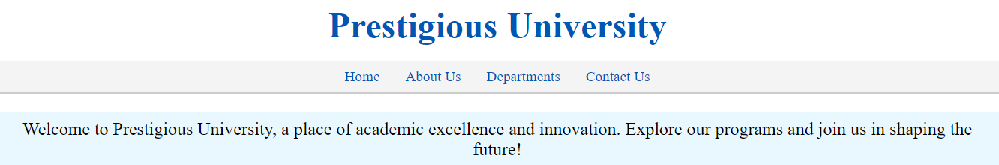 Prestigious University
Home About Us Departments Contact Us
Welcome to Prestigious University, a place of academic excellence and innovation. Explore our programs and join us in shaping the
future!